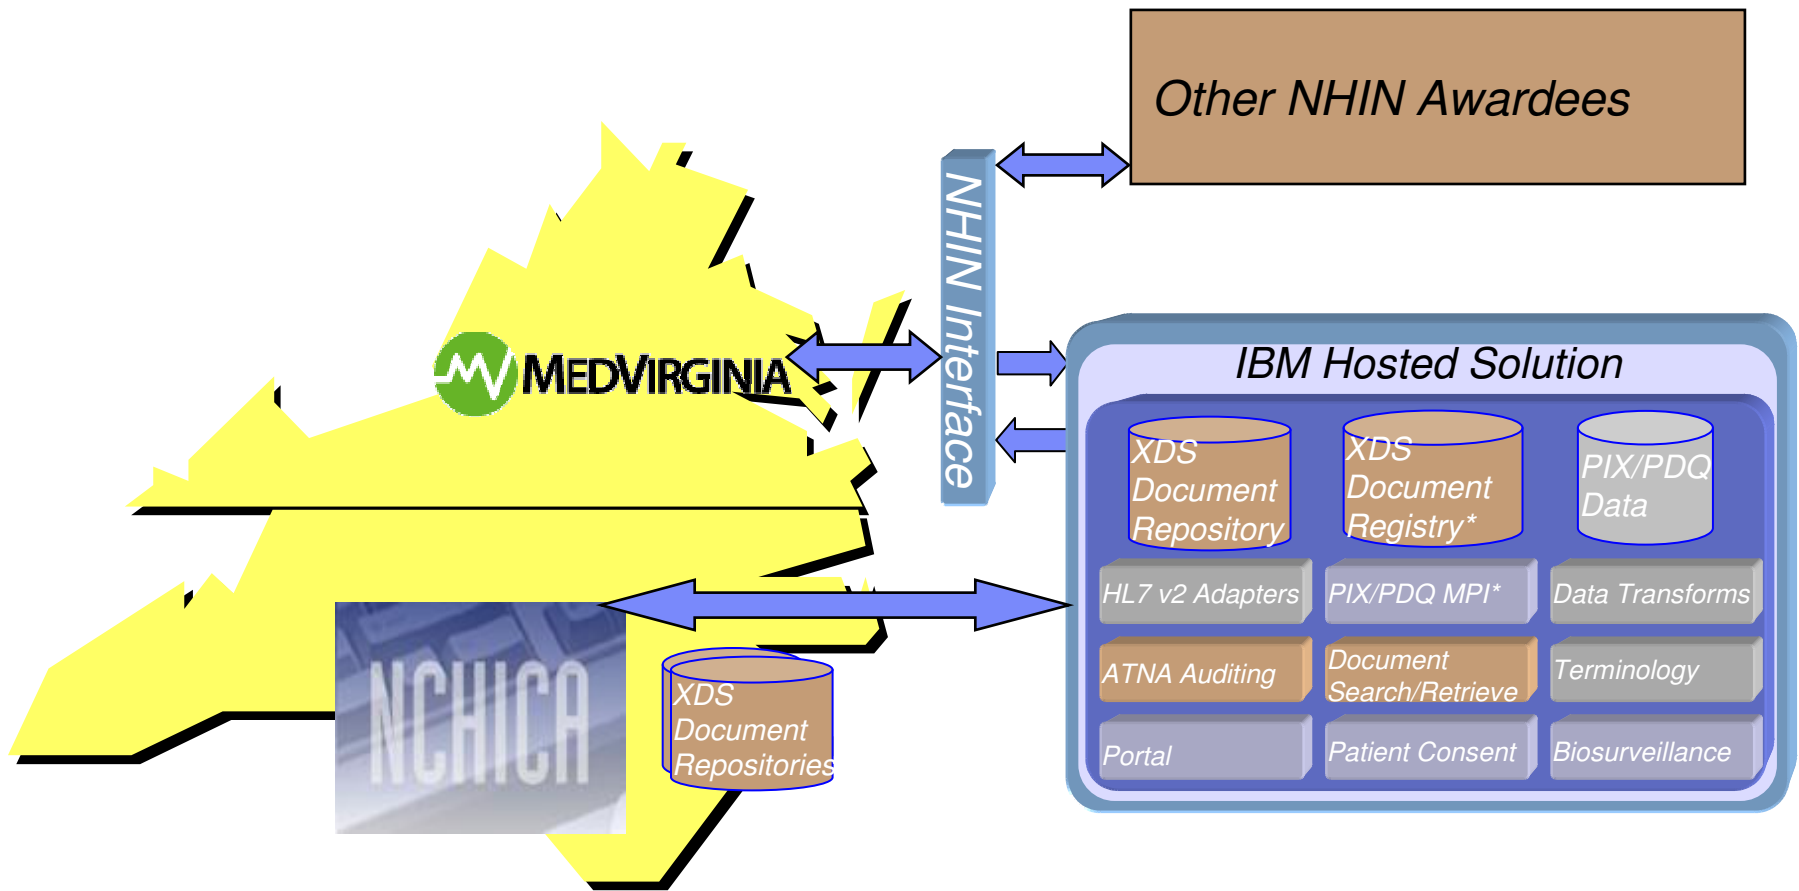 Other NHIN Awardees
NHIN Interface
MEDVIRGINIA
IBM Hosted Solution
XDS
Document
Repository
XDS
Document
Registry*
PIX/PDQ
Data
HL7 v2 Adapters
PIX/PDQ MPI*
Data Transforms
ATNA Auditing
Document
Search/Retrieve
Terminology
Portal
Patient Consent
Biosurveillance
NCHICA
XDS
Document
Repositories